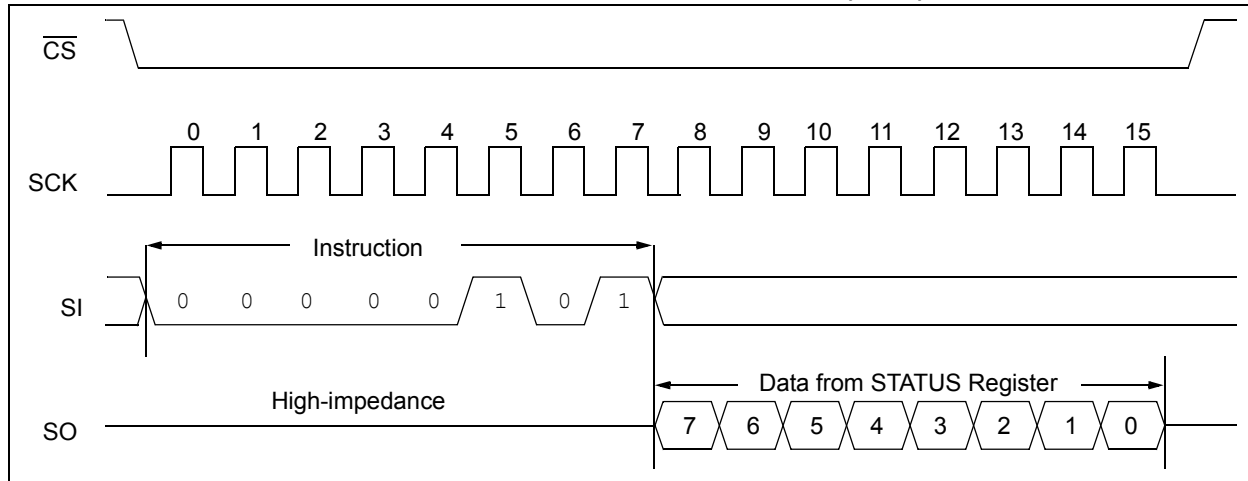 CS
0 1 2 3 4 5 6 7 8 9 10 11 12 13 14 15
SCK
Instruction
SI 0 0 0 0 0 1 0 1
Data from STATUS Register
High-impedance
SO 7 6 5 4 3 2 1 0